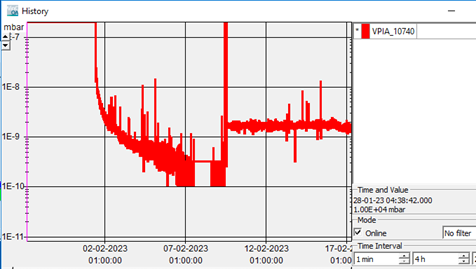 History
mbar
VPIA_10740
E-7
1E-8
1E-9
1E-10
1E-11
02-02-2023
07-02-2023
12-02-2023
17-02-2
01:00:00
01:00:00
01:00:00
01:00:0
Time and Value
28-01-23 04:38:42.000
1.00E+04 mbar
Mode
Online
No filter
Time Interval
1 min
4 h